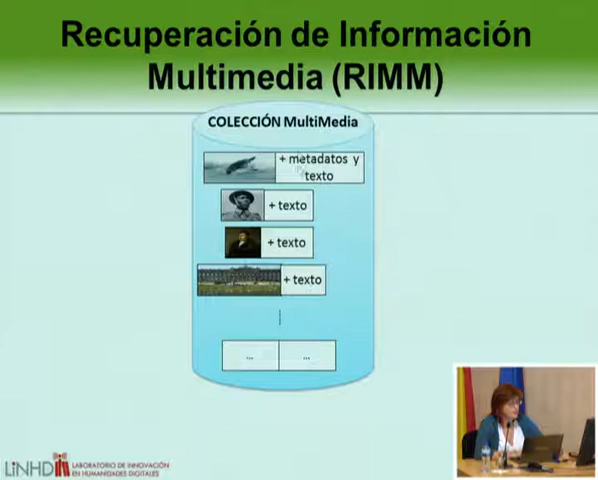 Recuperación de Información
Multimedia (RIMM)
COLECCIÓN MultiMedia
+ metadatos y
texto
+ texto
+ texto
+ texto
...
...
LiNHD
LABORATORIO DE INNOVACIÓN
EN HUMANIDADES DIGITALES